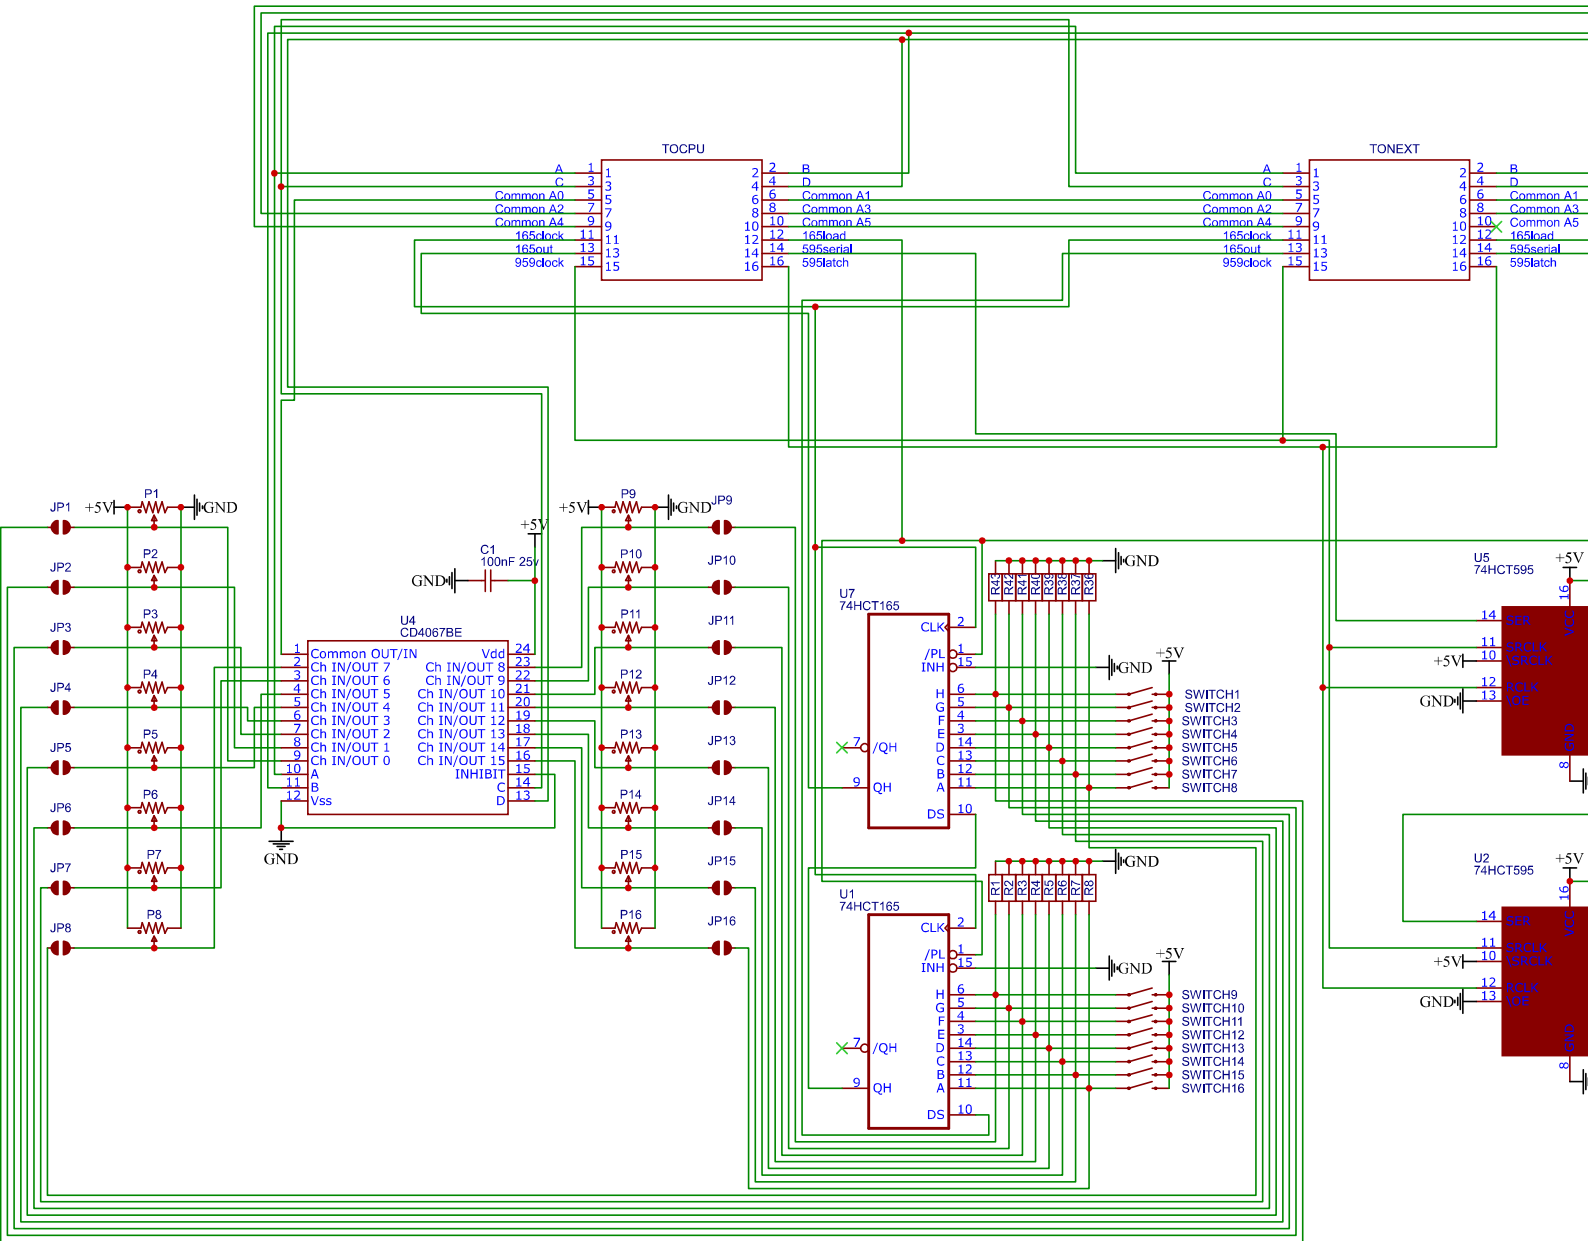 TOCPU
A 1 1 2 2 B
C 3 3 4 4 D
Common A0 5 5 6 6 Common A1
Common A2 7 7 8 8 Common A3
Common A4 9 9 10 10 Common A5
165clock 11 11 12 12 165load
165out 13 13 14 14 595serial
959clock 15 15 16 16 595latch
TONEXT
A 1 1 2 2 B
C 3 3 4 4 D
Common A0 5 5 6 6 Common A1
Common A2 7 7 8 8 Common A3
Common A4 9 9 10 10 Common A5
165clock 11 11 12 12 165load
165out 13 13 14 14 595serial
959clock 15 15 16 16 595latch
JP1 +5V P1 GND
JP2 P2
JP3 P3
JP4 P4
JP5 P5
JP6 P6
JP7 P7
JP8 P8
+5V
C1
100nF 25v
GND
U4
CD4067BE
1 Common OUT/IN Vdd 24
2 Ch IN/OUT 7 Ch IN/OUT 8 23
3 Ch IN/OUT 6 Ch IN/OUT 9 22
4 Ch IN/OUT 5 Ch IN/OUT 10 21
5 Ch IN/OUT 4 Ch IN/OUT 11 20
6 Ch IN/OUT 3 Ch IN/OUT 12 19
7 Ch IN/OUT 2 Ch IN/OUT 13 18
8 Ch IN/OUT 1 Ch IN/OUT 14 17
9 Ch IN/OUT 0 Ch IN/OUT 15 16
10 A INHIBIT 15
11 B C 14
12 Vss D 13
GND
+5V P9 GND JP9
P10 JP10
P11 JP11
P12 JP12
P13 JP13
P14 JP14
P15 JP15
P16 JP16
R43 R42 R41 R40 R39 R38 R37 R36 GND
U7
74HCT165
CLK 2
/PL 1
INH 15 GND +5V
H 6 SWITCH1
G 5 SWITCH2
F 4 SWITCH3
E 3 SWITCH4
7 /QH D 14 SWITCH5
C 13 SWITCH6
B 12 SWITCH7
9 QH A 11 SWITCH8
DS 10
R1 R2 R3 R4 R5 R6 R7 R8 GND
U1
74HCT165
CLK 2
/PL 1
INH 15 GND +5V
H 6 SWITCH9
G 5 SWITCH10
F 4 SWITCH11
E 3 SWITCH12
7 /QH D 14 SWITCH13
C 13 SWITCH14
B 12 SWITCH15
9 QH A 11 SWITCH16
DS 10
U5
74HCT595
+5V
16 VCC
14 SER
11 SRCLK
+5V 10 \SRCLK
12 RCLK
GND 13 \OE
8 GND
U2
74HCT595
+5V
16 VCC
14 SER
11 SRCLK
+5V 10 \SRCLK
12 RCLK
GND 13 \OE
8 GND